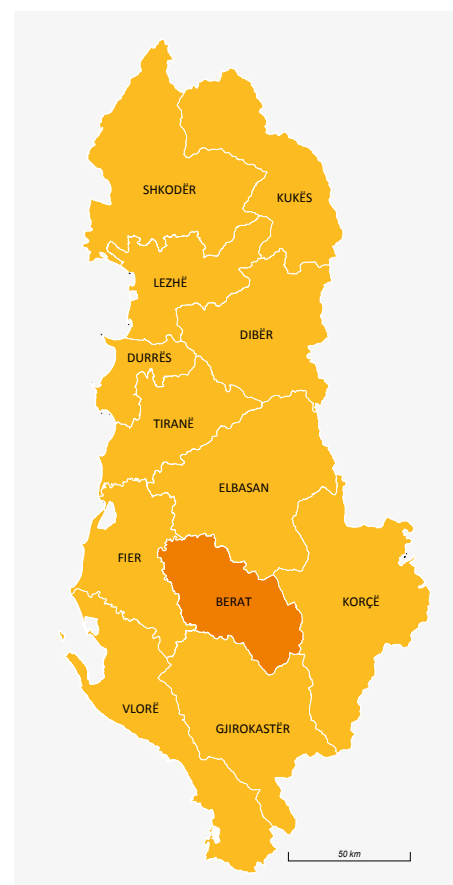 SHKODËR
KUKËS
LEZHË
DIBËR
DURRËS
TIRANË
ELBASAN
FIER
BERAT
KORÇË
VLORË
GJIROKASTËR
50 km